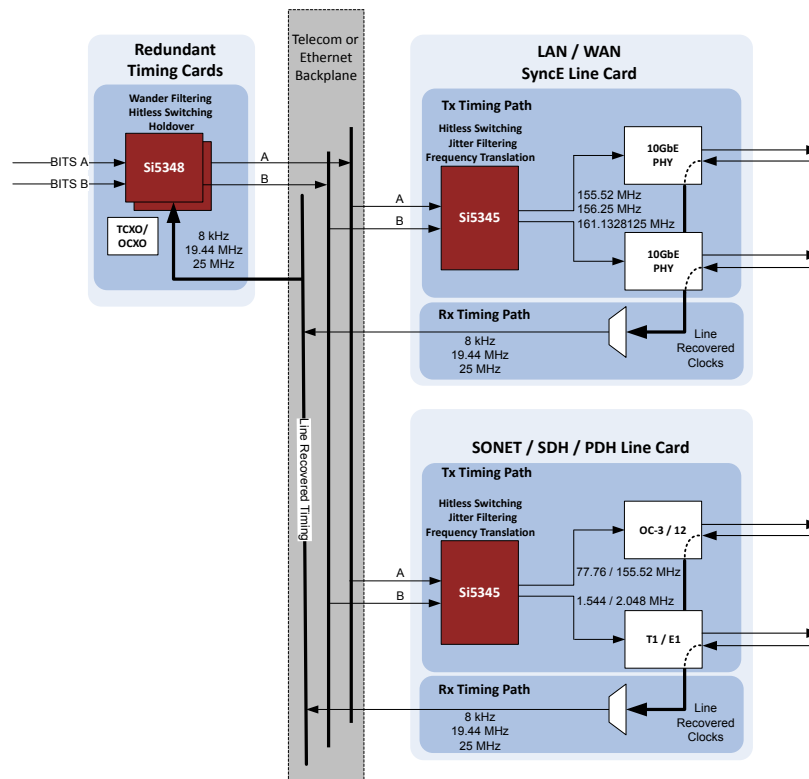 Redundant
Timing Cards
Wander Filtering
Hitless Switching
Holdover
Si5348
BITS A
BITS B
TCXO/
OCXO
8 kHz
19.44 MHz
25 MHz
A
B
Telecom or
Ethernet
Backplane
Line Recovered Timing
LAN / WAN
SyncE Line Card
Tx Timing Path
Hitless Switching
Jitter Filtering
Frequency Translation
A
B
Si5345
155.52 MHz
156.25 MHz
161.1328125 MHz
10GbE
PHY
10GbE
PHY
Rx Timing Path
8 kHz
19.44 MHz
25 MHz
Line
Recovered
Clocks
SONET / SDH / PDH Line Card
Tx Timing Path
Hitless Switching
Jitter Filtering
Frequency Translation
A
B
Si5345
77.76 / 155.52 MHz
1.544 / 2.048 MHz
OC-3 / 12
T1 / E1
Rx Timing Path
8 kHz
19.44 MHz
25 MHz
Line
Recovered
Clocks